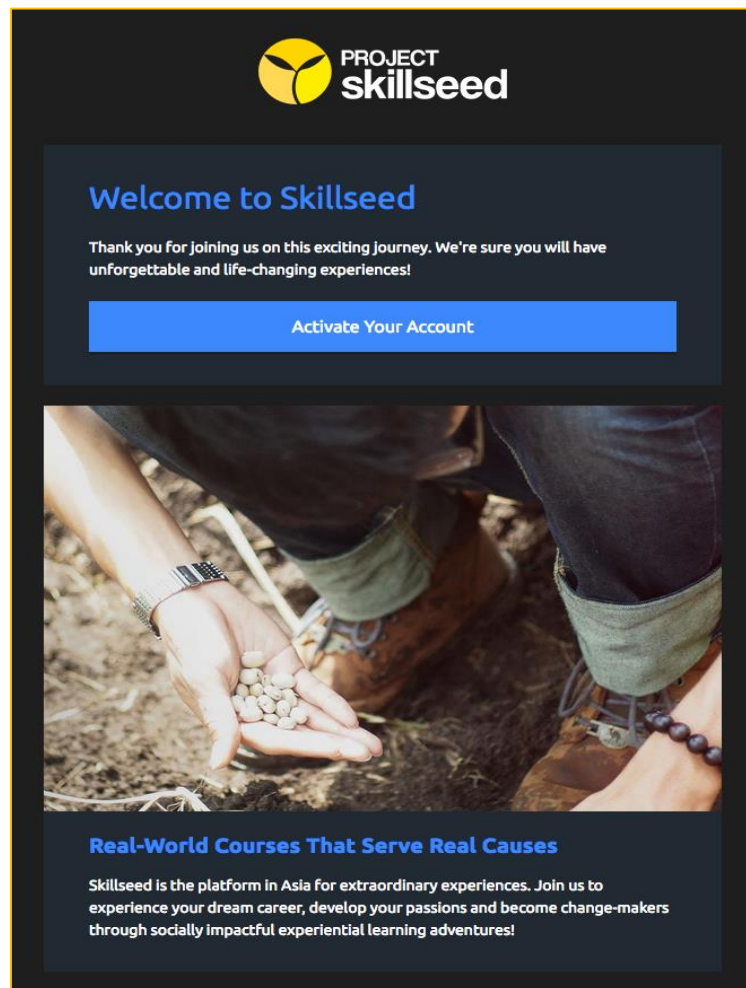 PROJECT
skillseed
Welcome to Skillseed
Thank you for joining us on this exciting journey. We're sure you will have
unforgettable and life-changing experiences!
Activate Your Account
Real-World Courses That Serve Real Causes
Skillseed is the platform in Asia for extraordinary experiences. Join us to
experience your dream career, develop your passions and become change-makers
through socially impactful experiential learning adventures!